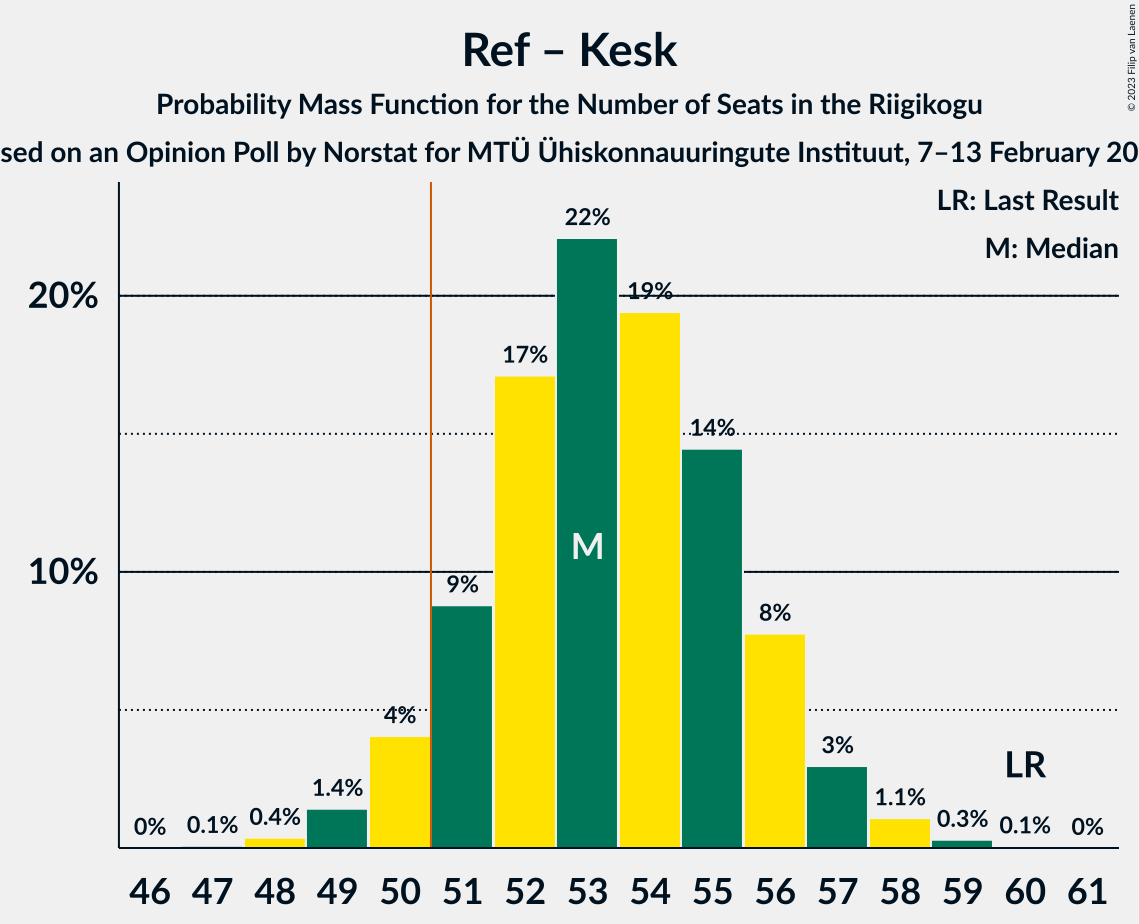 Ref – Kesk
Probability Mass Function for the Number of Seats in the Riigikogu
sed on an Opinion Poll by Norstat for MTÜ Ühiskonnauuringute Instituut, 7–13 February 20
© 2023 Filip van Laenen
LR: Last Result
M: Median
20%
10%
0% 0.1% 0.4% 1.4% 4% 9% 17% 22% 19% 14% 8% 3% 1.1% 0.3% 0.1% 0%
M
LR
46 47 48 49 50 51 52 53 54 55 56 57 58 59 60 61